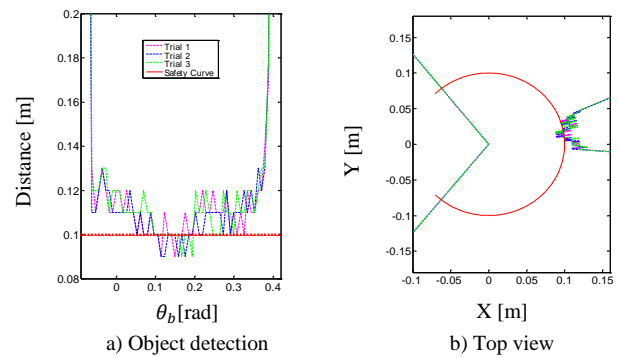 0.2
0.18
0.16
0.14
0.12
0.1
0.08
Distance [m]
Trial 1
Trial 2
Trial 3
Safety Curve
0 0.1 0.2 0.3 0.4
θ_b[rad]
a) Object detection
0.15
0.1
0.05
0
-0.05
-0.1
-0.15
Y [m]
-0.1 -0.05 0 0.05 0.1 0.15
X [m]
b) Top view